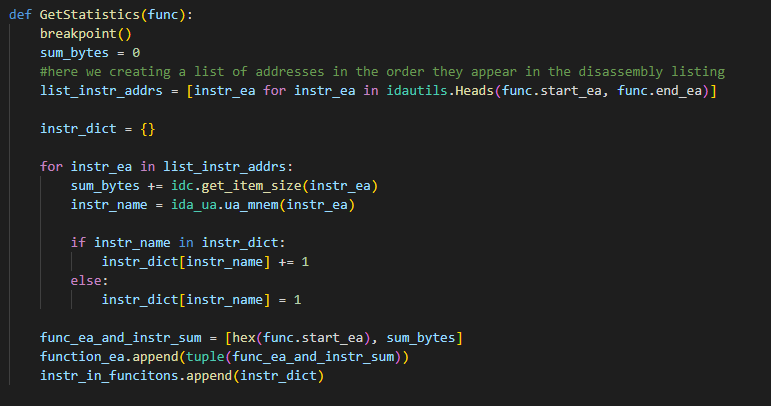 def GetStatistics(func):
    breakpoint()
    sum_bytes = 0
    #here we creating a list of addresses in the order they appear in the disassembly listing
    list_instr_addrs = [instr_ea for instr_ea in idautils.Heads(func.start_ea, func.end_ea)]
    instr_dict = {}
    for instr_ea in list_instr_addrs:
        sum_bytes += idc.get_item_size(instr_ea)
        instr_name = ida_ua.ua_mnem(instr_ea)
        if instr_name in instr_dict:
            instr_dict[instr_name] += 1
        else:
            instr_dict[instr_name] = 1
    func_ea_and_instr_sum = [hex(func.start_ea), sum_bytes]
    function_ea.append(tuple(func_ea_and_instr_sum))
    instr_in_funcitons.append(instr_dict)